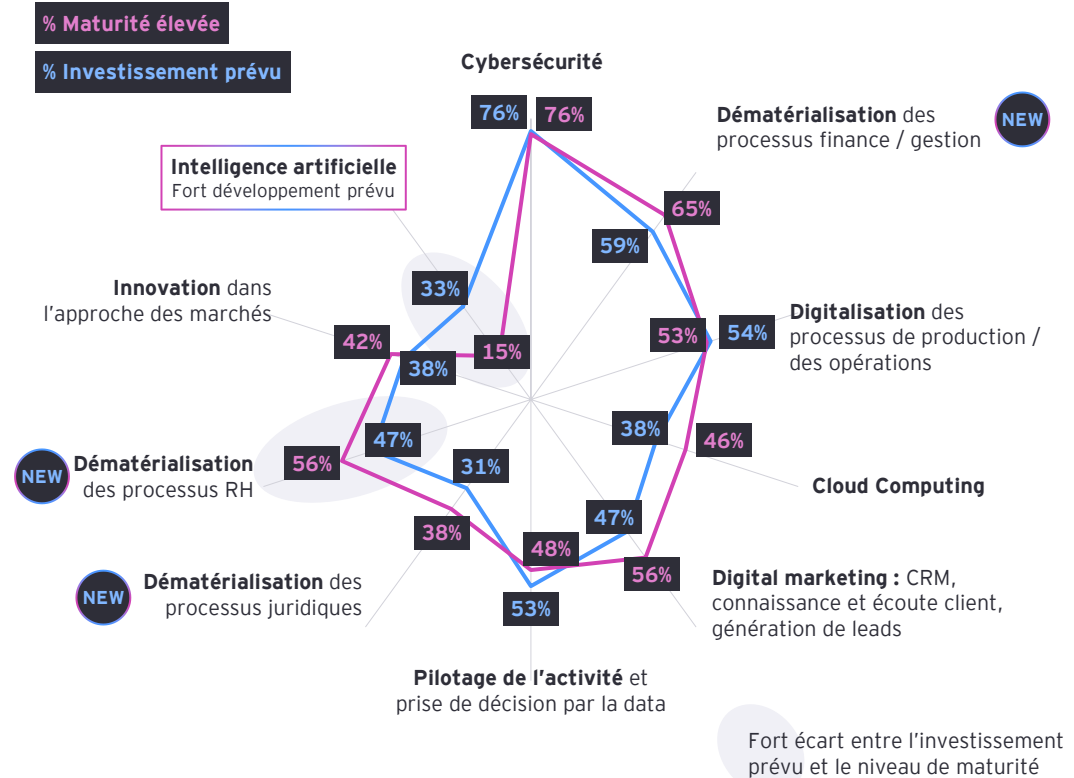 % Maturité élevée
% Investissement prévu
Cybersécurité
76%
76%
Dématérialisation des
processus finance / gestion
NEW
65%
59%
Digitalisation des
processus de production /
des opérations
53%
54%
38%
46%
Cloud Computing
47%
56%
Digital marketing : CRM,
connaissance et écoute client,
génération de leads
48%
53%
Pilotage de l'activité et
prise de décision par la data
31%
38%
NEW
Dématérialisation des
processus juridiques
47%
56%
NEW
Dématérialisation
des processus RH
42%
38%
Innovation dans
l'approche des marchés
33%
15%
Intelligence artificielle
Fort développement prévu
Fort écart entre l'investissement
prévu et le niveau de maturité